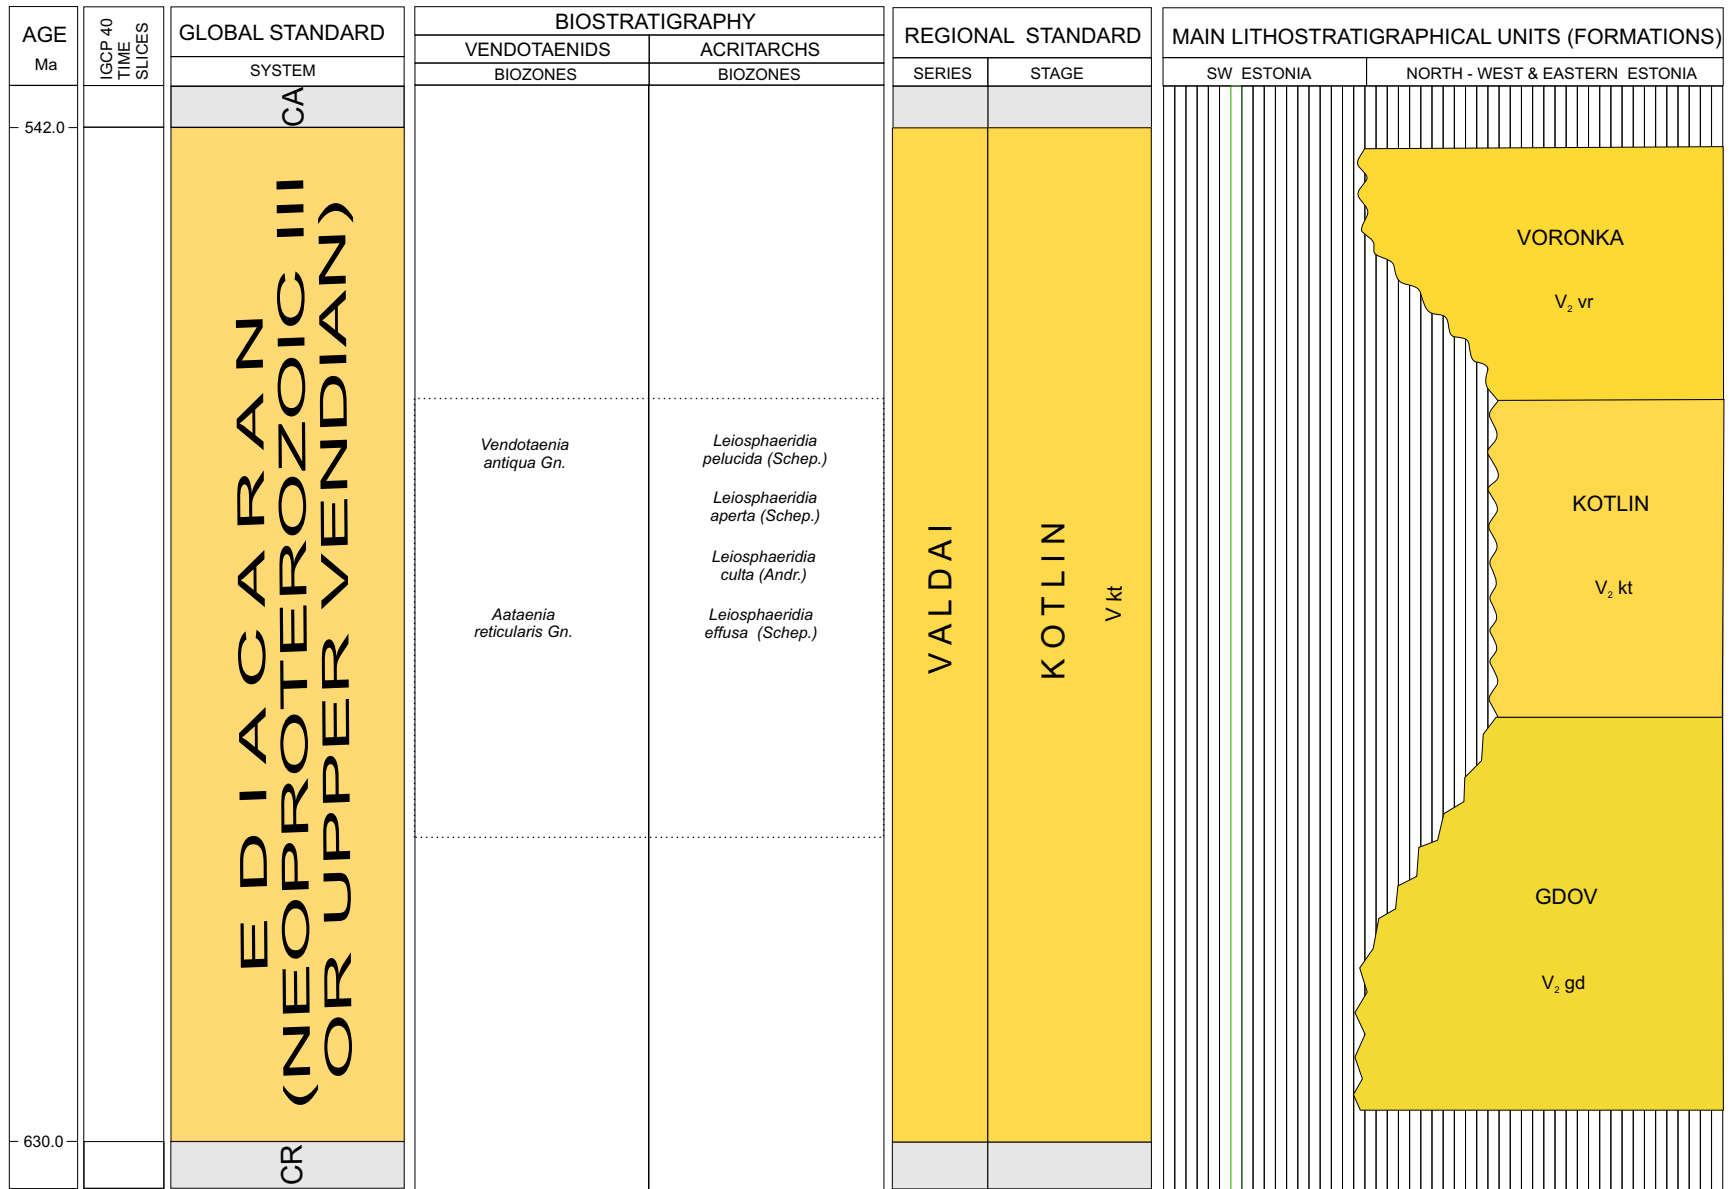 AGE
Ma
IGCP 40
TIME
SLICES
GLOBAL STANDARD
SYSTEM
BIOSTRATIGRAPHY
VENDOTAENIDS
ACRITARCHS
BIOZONES
BIOZONES
REGIONAL STANDARD
SERIES
STAGE
MAIN LITHOSTRATIGRAPHICAL UNITS (FORMATIONS)
SW ESTONIA
NORTH - WEST & EASTERN ESTONIA
CA
542.0
EDIACARAN
(NEOPROTEROZOIC III
OR UPPER VENDIAN)
Vendotaenia
antiqua Gn.
Aataenia
reticularis Gn.
Leiosphaeridia
pelucida (Schep.)
Leiosphaeridia
aperta (Schep.)
Leiosphaeridia
culta (Andr.)
Leiosphaeridia
effusa (Schep.)
VALDAI
KOTLIN
V kt
VORONKA
V₂ vr
KOTLIN
V₂ kt
GDOV
V₂ gd
630.0
CR